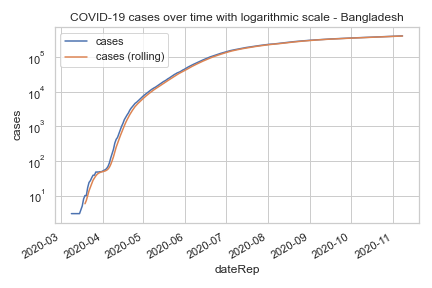 COVID-19 cases over time with logarithmic scale - Bangladesh
cases
cases (rolling)
10^5
10^4
10^3
10^2
10^1
cases
2020-03
2020-04
2020-05
2020-06
2020-07
2020-08
2020-09
2020-10
2020-11
dateRep